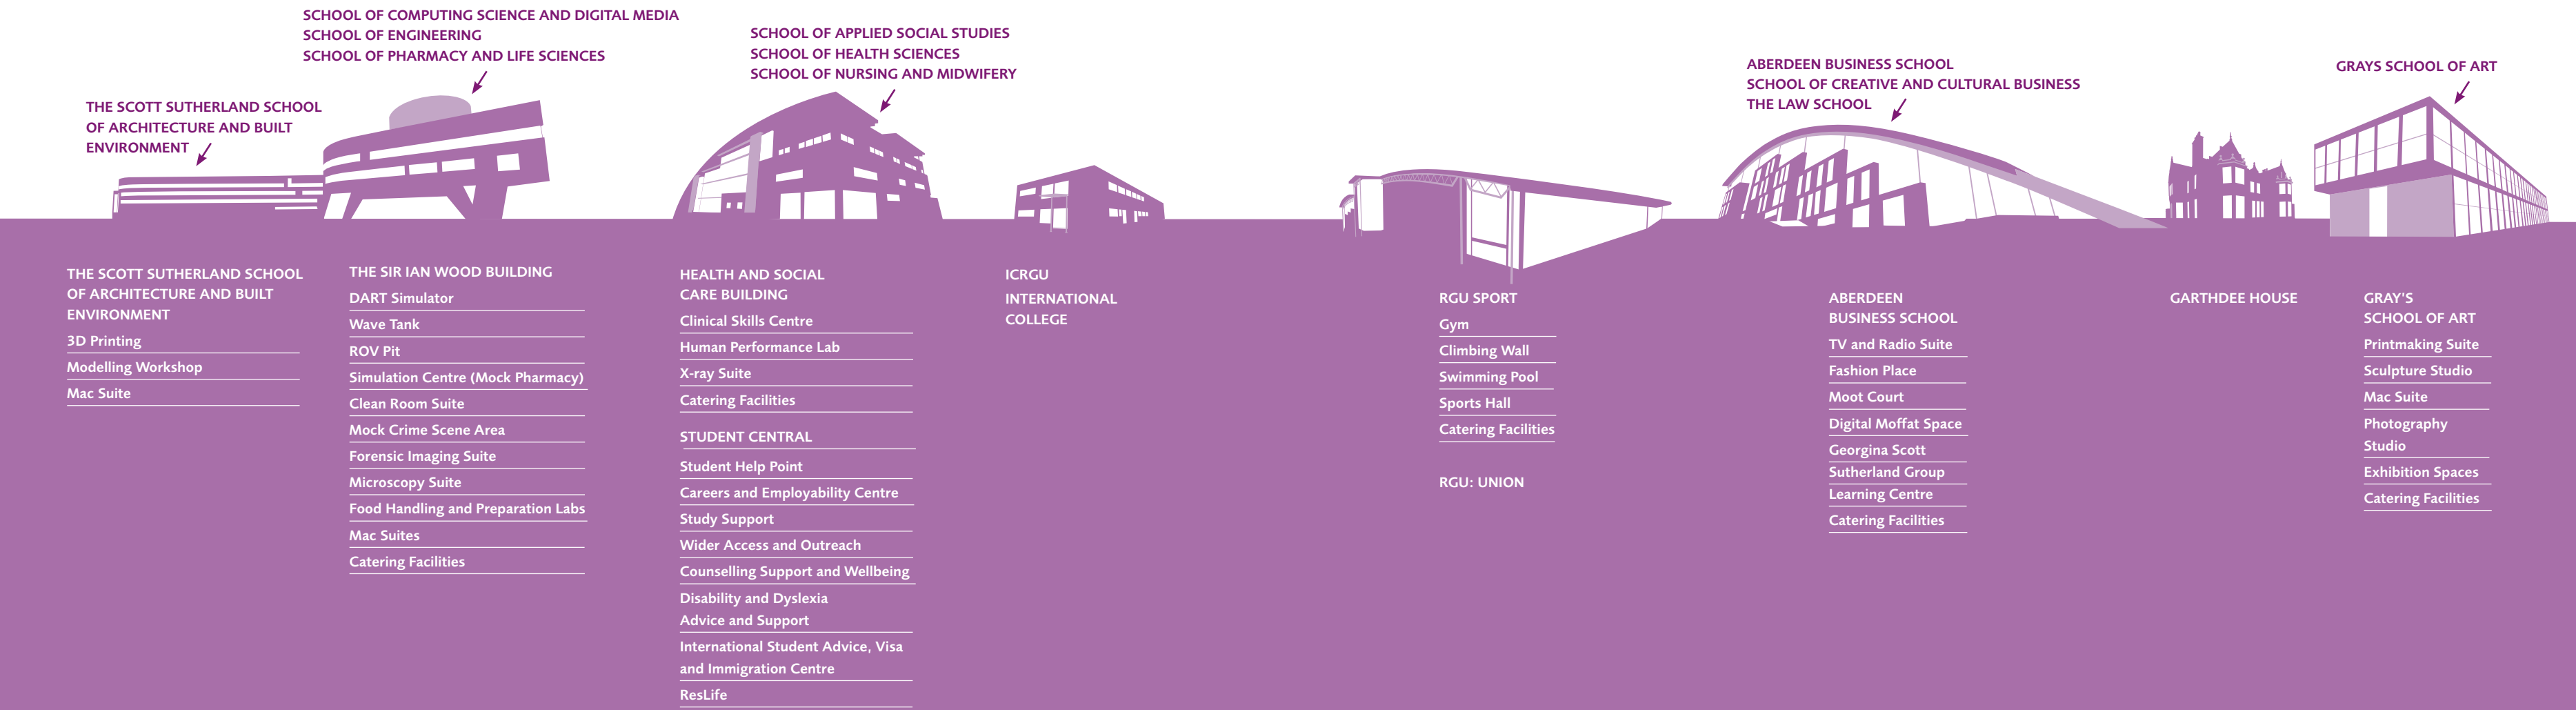 THE SCOTT SUTHERLAND SCHOOL
OF ARCHITECTURE AND BUILT
ENVIRONMENT
SCHOOL OF COMPUTING SCIENCE AND DIGITAL MEDIA
SCHOOL OF ENGINEERING
SCHOOL OF PHARMACY AND LIFE SCIENCES
SCHOOL OF APPLIED SOCIAL STUDIES
SCHOOL OF HEALTH SCIENCES
SCHOOL OF NURSING AND MIDWIFERY
ABERDEEN BUSINESS SCHOOL
SCHOOL OF CREATIVE AND CULTURAL BUSINESS
THE LAW SCHOOL
GRAYS SCHOOL OF ART
THE SCOTT SUTHERLAND SCHOOL
OF ARCHITECTURE AND BUILT
ENVIRONMENT
3D Printing
Modelling Workshop
Mac Suite
THE SIR IAN WOOD BUILDING
DART Simulator
Wave Tank
ROV Pit
Simulation Centre (Mock Pharmacy)
Clean Room Suite
Mock Crime Scene Area
Forensic Imaging Suite
Microscopy Suite
Food Handling and Preparation Labs
Mac Suites
Catering Facilities
HEALTH AND SOCIAL
CARE BUILDING
Clinical Skills Centre
Human Performance Lab
X-ray Suite
Catering Facilities
STUDENT CENTRAL
Student Help Point
Careers and Employability Centre
Study Support
Wider Access and Outreach
Counselling Support and Wellbeing
Disability and Dyslexia
Advice and Support
International Student Advice, Visa
and Immigration Centre
ResLife
ICRGU
INTERNATIONAL
COLLEGE
RGU SPORT
Gym
Climbing Wall
Swimming Pool
Sports Hall
Catering Facilities
RGU: UNION
ABERDEEN
BUSINESS SCHOOL
TV and Radio Suite
Fashion Place
Moot Court
Digital Moffat Space
Georgina Scott
Sutherland Group
Learning Centre
Catering Facilities
GARTHDEE HOUSE
GRAY'S
SCHOOL OF ART
Printmaking Suite
Sculpture Studio
Mac Suite
Photography
Studio
Exhibition Spaces
Catering Facilities